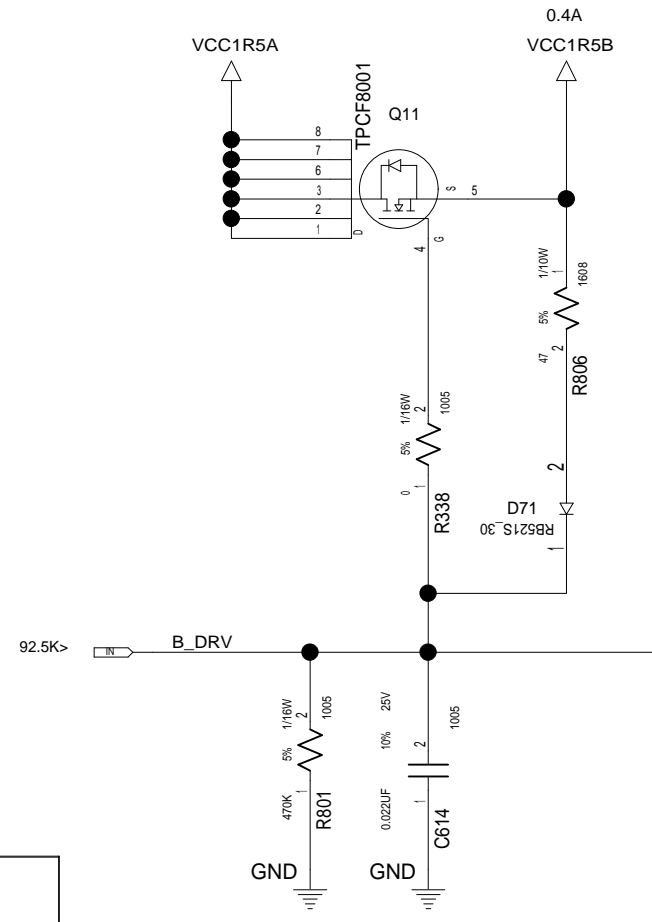 0.4A
VCC1R5A
VCC1R5B
TPCF8001
Q11
8
7
6
3
2
1
D
S
5
4
G
1/10W
1
1608
5%
47
2
R806
1/16W
2
1005
5%
0
1
R338
2
D71
RB521S_30
1
92.5K>
IN
B_DRV
1/16W
2
1005
5%
470K
1
R801
25V
10%
2
1005
0.022UF
1
C614
GND
GND